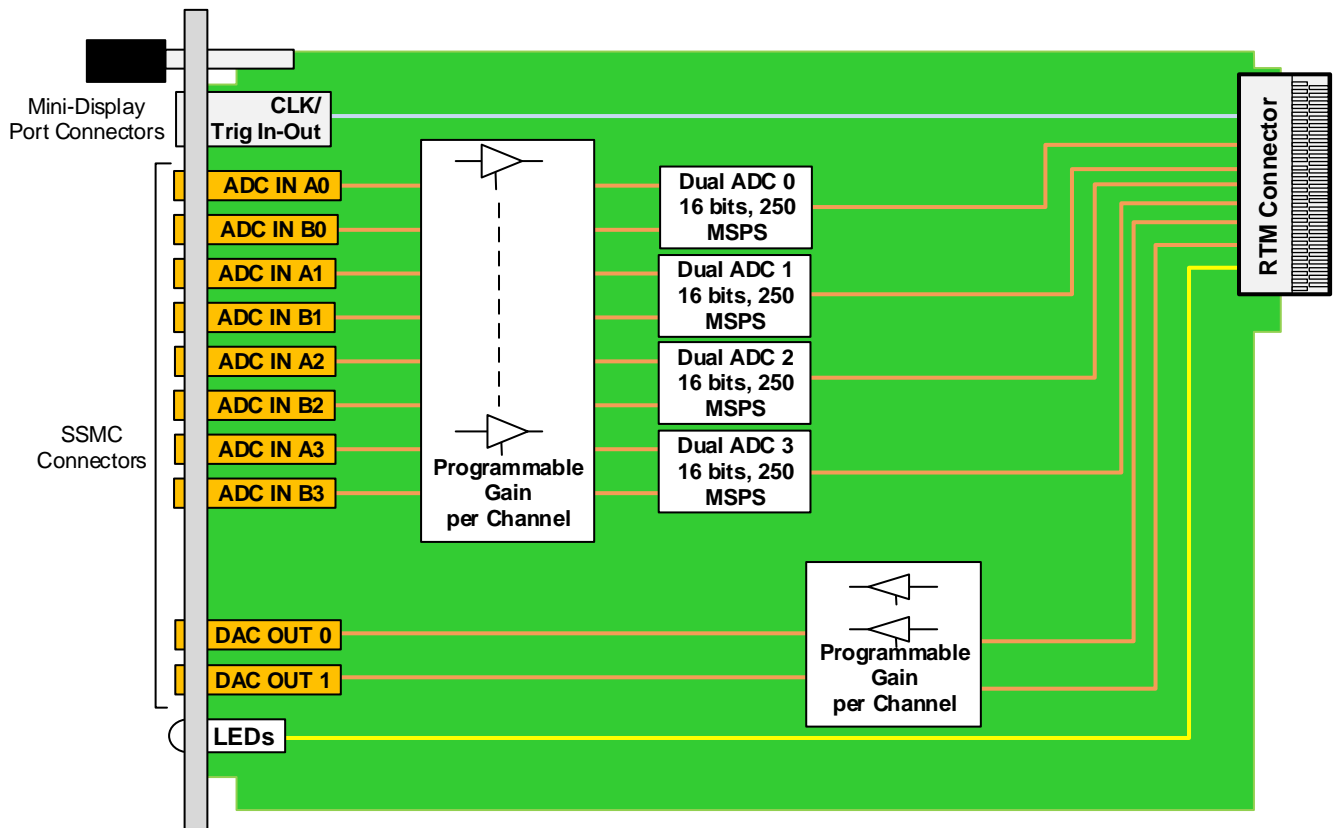 Mini-Display
Port Connectors
CLK/
Trig In-Out
RTM Connector
ADC IN A0
ADC IN B0
ADC IN A1
ADC IN B1
ADC IN A2
ADC IN B2
ADC IN A3
ADC IN B3
SSMC
Connectors
Programmable
Gain
per Channel
Dual ADC 0
16 bits, 250
MSPS
Dual ADC 1
16 bits, 250
MSPS
Dual ADC 2
16 bits, 250
MSPS
Dual ADC 3
16 bits, 250
MSPS
DAC OUT 0
DAC OUT 1
Programmable
Gain
per Channel
LEDs